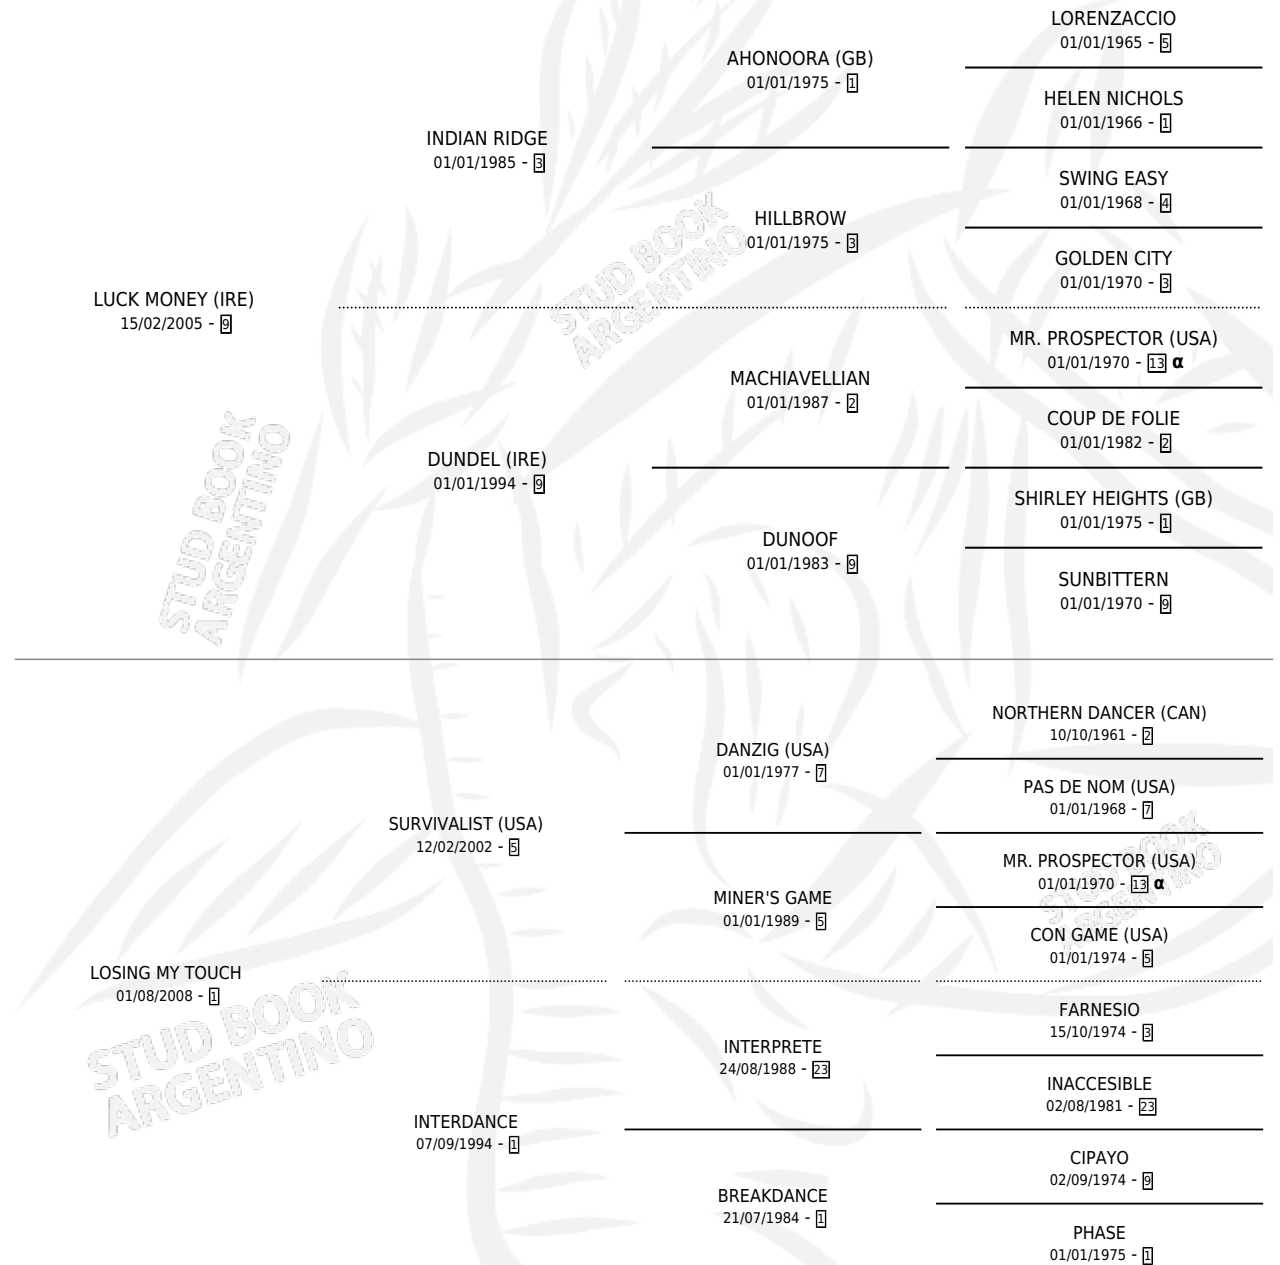 LORENZACCIO
01/01/1965 - 5
AHONOORA (GB)
01/01/1975 - 1
HELEN NICHOLS
01/01/1966 - 1
INDIAN RIDGE
01/01/1985 - 3
SWING EASY
01/01/1968 - 4
HILLBROW
01/01/1975 - 3
GOLDEN CITY
01/01/1970 - 3
LUCK MONEY (IRE)
15/02/2005 - 9
MR. PROSPECTOR (USA)
01/01/1970 - 13 α
MACHIAVELLIAN
01/01/1987 - 2
COUP DE FOLIE
01/01/1982 - 2
DUNDEL (IRE)
01/01/1994 - 9
SHIRLEY HEIGHTS (GB)
01/01/1975 - 1
DUNOOF
01/01/1983 - 9
SUNBITTERN
01/01/1970 - 9
NORTHERN DANCER (CAN)
10/10/1961 - 2
DANZIG (USA)
01/01/1977 - 7
PAS DE NOM (USA)
01/01/1968 - 7
SURVIVALIST (USA)
12/02/2002 - 5
MR. PROSPECTOR (USA)
01/01/1970 - 13 α
MINER'S GAME
01/01/1989 - 5
CON GAME (USA)
01/01/1974 - 5
LOSING MY TOUCH
01/08/2008 - 1
FARNESIO
15/10/1974 - 3
INTERPRETE
24/08/1988 - 23
INACCESIBLE
02/08/1981 - 23
INTERDANCE
07/09/1994 - 1
CIPAYO
02/09/1974 - 9
BREAKDANCE
21/07/1984 - 1
PHASE
01/01/1975 - 1
STUD BOOK
ARGENTINO
STUD BOOK
ARGENTINO
STUD BOOK
ARGENTINO
STUD BOOK
ARGENTINO